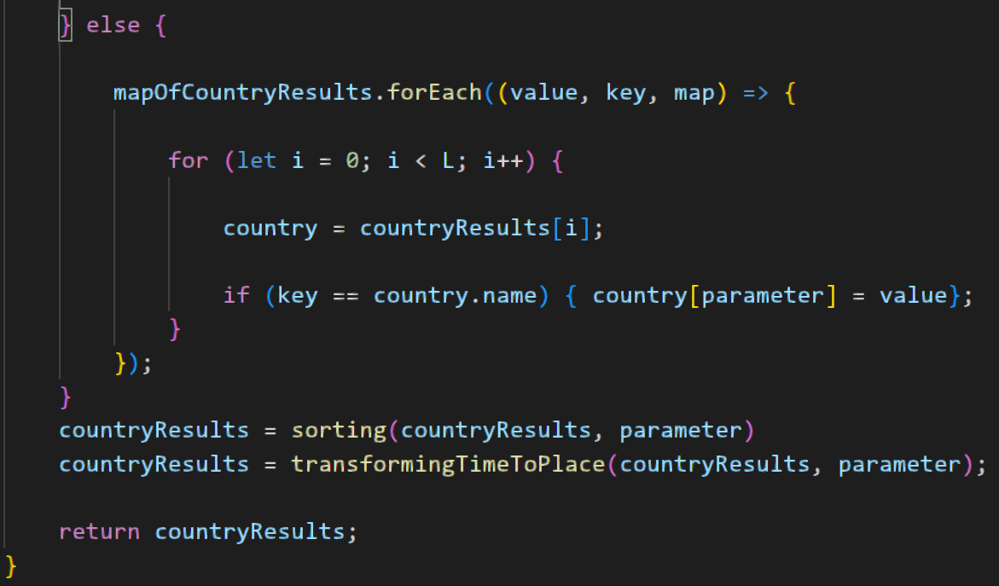 } else {
mapOfCountryResults.forEach((value, key, map) => {
for (let i = 0; i < L; i++) {
country = countryResults[i];
if (key == country.name) { country[parameter] = value};
}
});
}
countryResults = sorting(countryResults, parameter)
countryResults = transformingTimeToPlace(countryResults, parameter);
return countryResults;
}